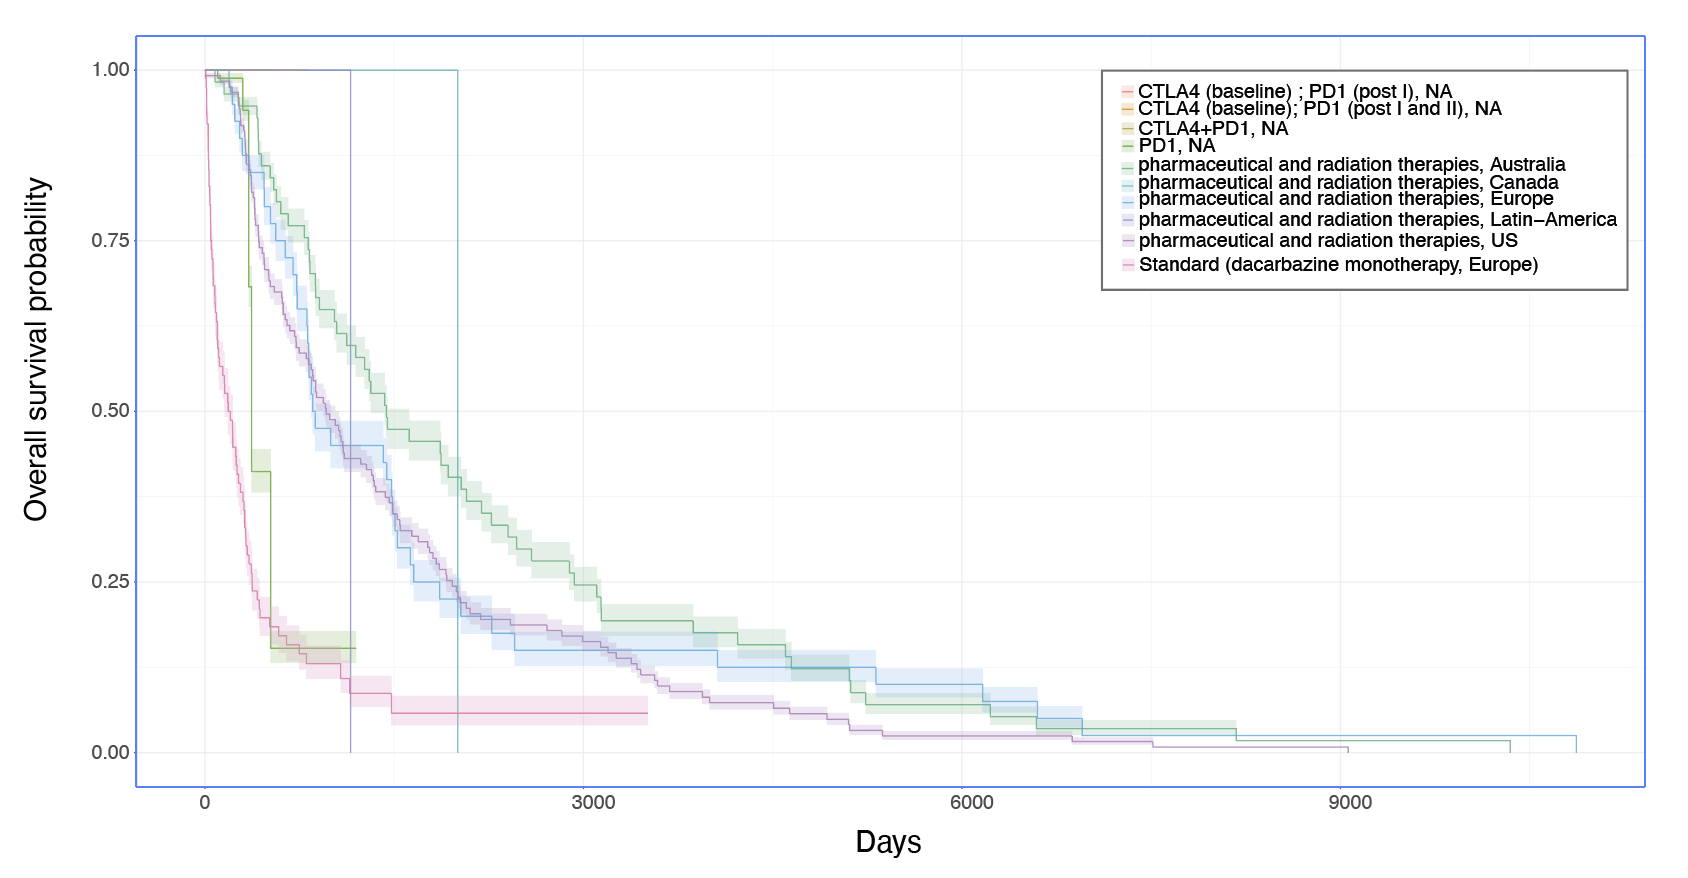 Overall survival probability
1.00
0.75
0.50
0.25
0.00
CTLA4 (baseline) ; PD1 (post I), NA
CTLA4 (baseline); PD1 (post I and II), NA
CTLA4+PD1, NA
PD1, NA
pharmaceutical and radiation therapies, Australia
pharmaceutical and radiation therapies, Canada
pharmaceutical and radiation therapies, Europe
pharmaceutical and radiation therapies, Latin−America
pharmaceutical and radiation therapies, US
Standard (dacarbazine monotherapy, Europe)
0 3000 6000 9000
Days